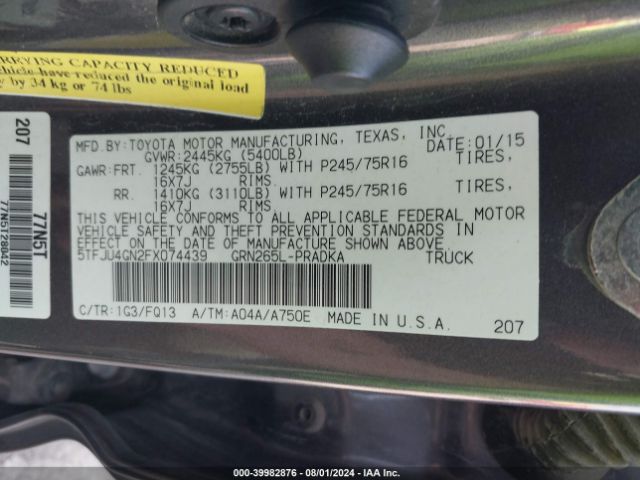 RRYING CAPACITY REDUCED
ehicle have reduced the original load
y by 34 kg or 74 lbs
207
77N5T
77N5T28042
MFD.BY:TOYOTA MOTOR MANUFACTURING, TEXAS, INC.
GVWR:2445KG (5400LB) DATE:01/15
GAWR:FRT. 1245KG (2755LB) WITH P245/75R16 TIRES,
16X7J RIMS,
RR. 1410KG (3110LB) WITH P245/75R16 TIRES,
16X7J RIMS.
THIS VEHICLE CONFORMS TO ALL APPLICABLE FEDERAL MOTOR
VEHICLE SAFETY AND THEFT PREVENTION STANDARDS IN
EFFECT ON THE DATE OF MANUFACTURE SHOWN ABOVE.
5TFJU4GN2FX074439 GRN265L-PRADKA TRUCK
C/TR:1G3/FQ13 A/TM:A04A/A750E MADE IN U.S.A. 207
000-39982876 - 08/01/2024 - IAA Inc.